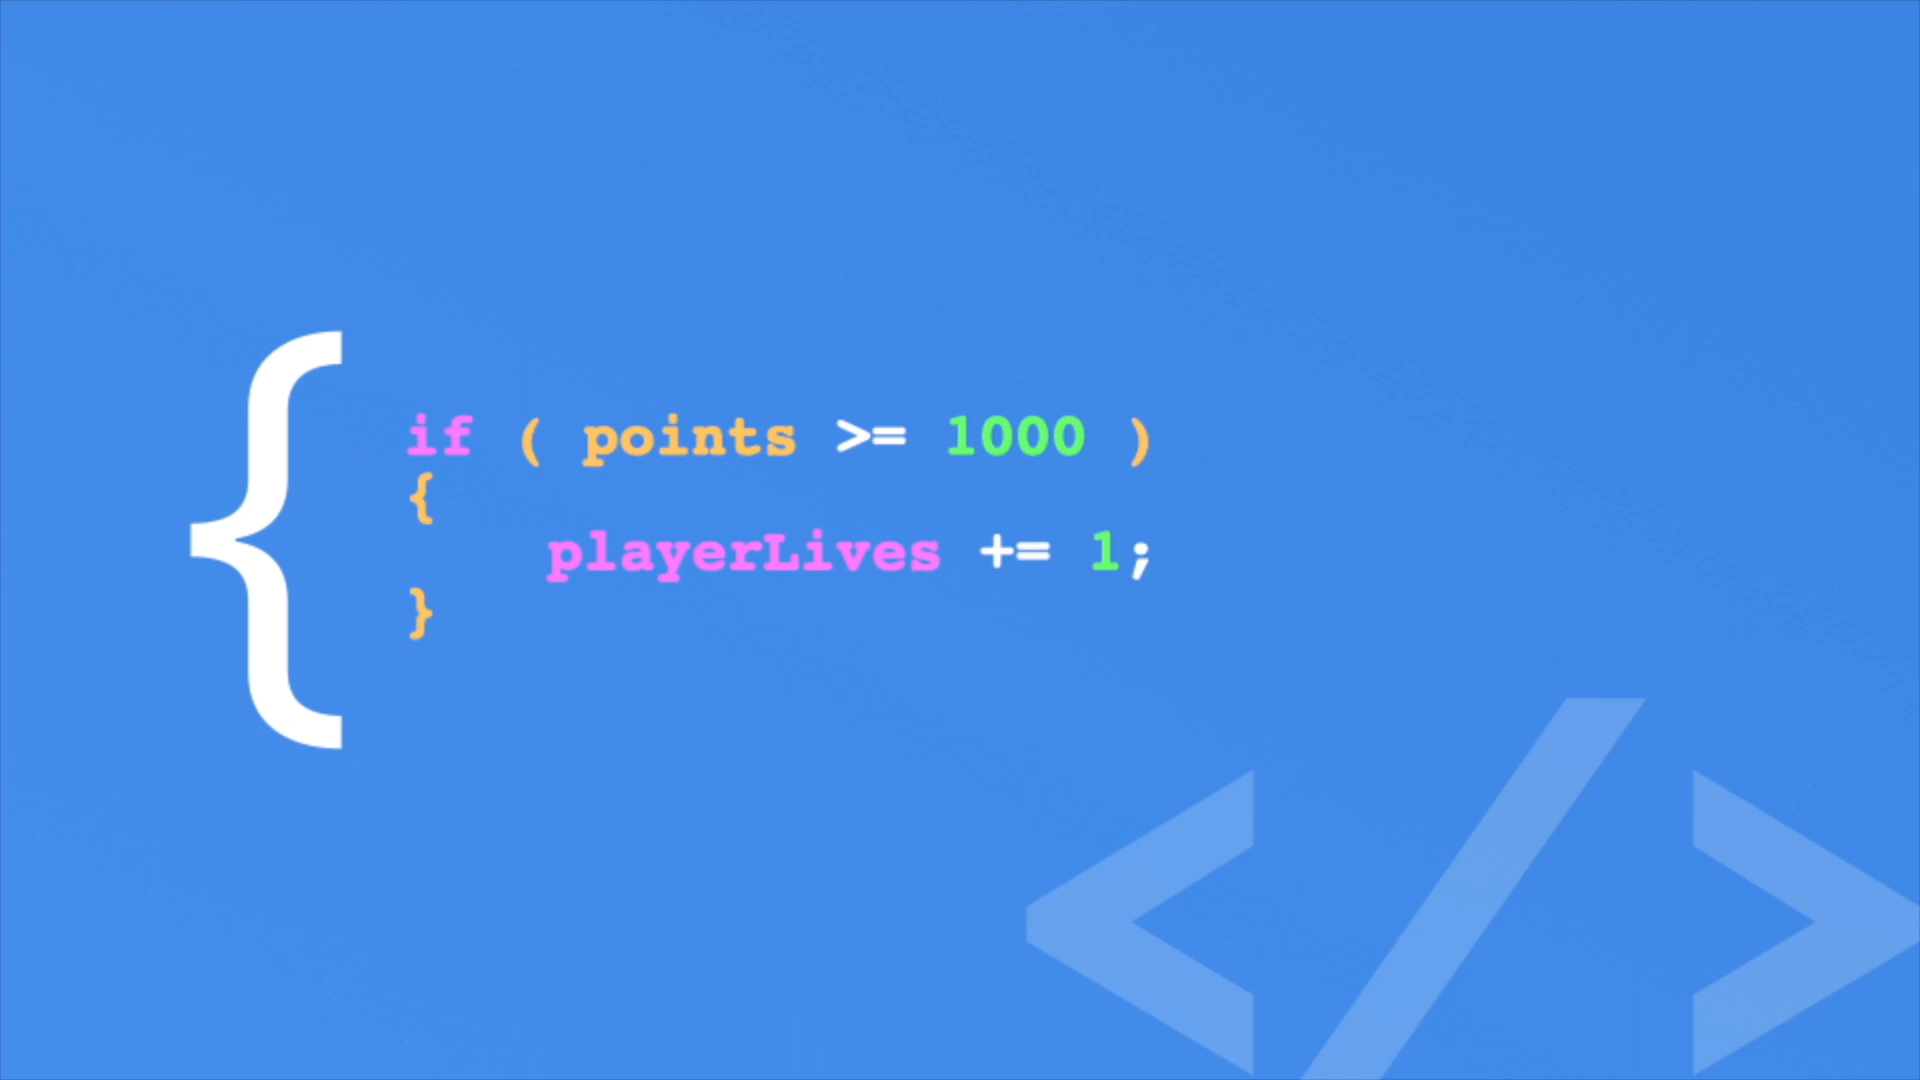 if ( points >= 1000 )
{
    playerLives += 1;
}